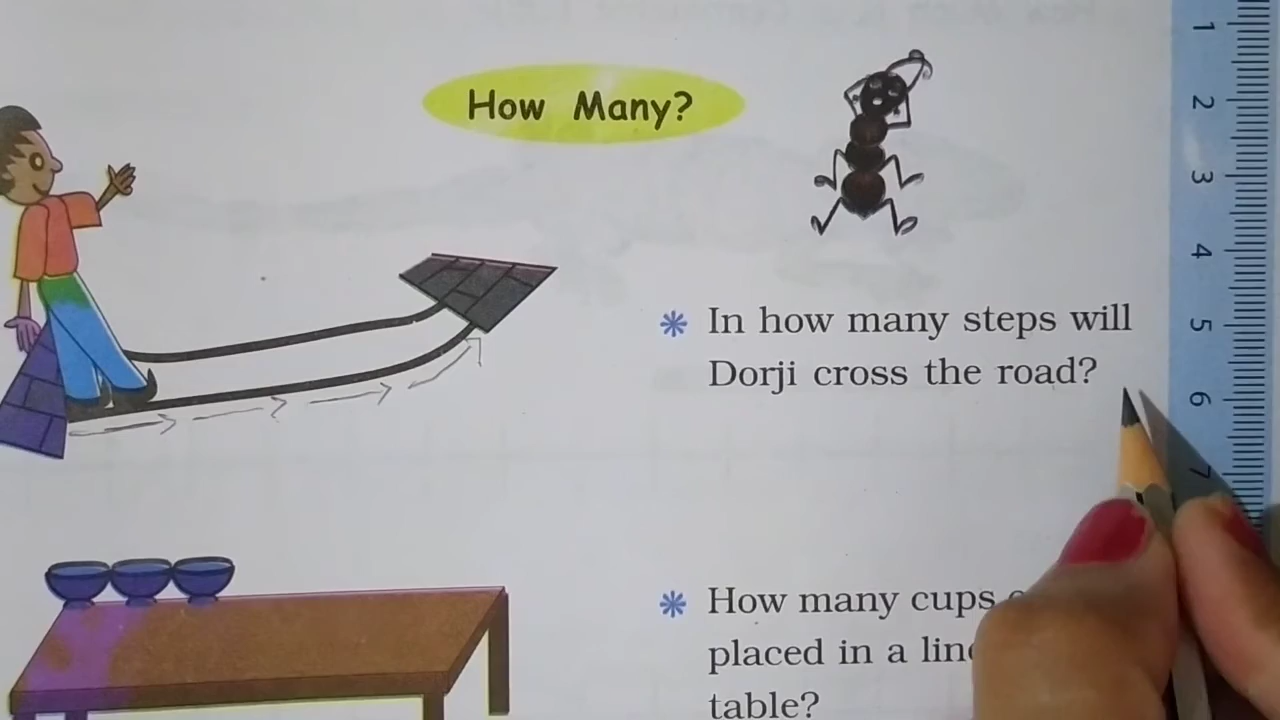 How Many?
In how many steps will
Dorji cross the road?
How many cups
placed in a line
table?
1
2
3
4
5
6
7